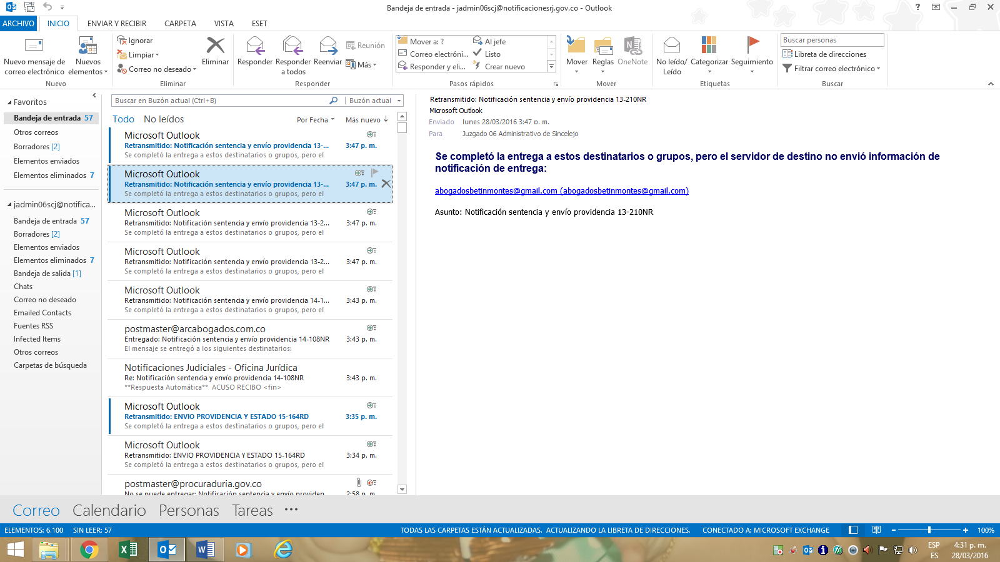 Bandeja de entrada - jadmin06scj@notificacionesrj.gov.co - Outlook
ARCHIVO INICIO ENVIAR Y RECIBIR CARPETA VISTA ESET
Nuevo mensaje de correo electrónico
Nuevos elementos
Nuevo
Ignorar
Limpiar
Correo no deseado
Eliminar
Eliminar
Responder
Responder a todos
Reenviar
Reunión
Más
Responder
Mover a: ?
Correo electróni...
Responder y eli...
Al jefe
Listo
Crear nuevo
Pasos rápidos
Mover
Reglas
OneNote
Mover
No leído/ Leído
Categorizar
Seguimiento
Etiquetas
Buscar personas
Libreta de direcciones
Filtrar correo electrónico
Buscar
Favoritos
Bandeja de entrada 57
Otros correos
Borradores [2]
Elementos enviados
Elementos eliminados 7
jadmin06scj@notifica...
Bandeja de entrada 57
Borradores [2]
Elementos enviados
Elementos eliminados 7
Bandeja de salida [1]
Chats
Correo no deseado
Emailed Contacts
Fuentes RSS
Infected Items
Otros correos
Carpetas de búsqueda
Buscar en Buzón actual (Ctrl+B) Buzón actual
Todo No leídos Por Fecha Más nuevo
Microsoft Outlook
Retransmitido: Notificación sentencia y envío providencia 13-... 3:47 p. m.
Se completó la entrega a estos destinatarios o grupos, pero el
Microsoft Outlook
Retransmitido: Notificación sentencia y envío providencia 13-... 3:47 p. m.
Se completó la entrega a estos destinatarios o grupos, pero el
Microsoft Outlook
Retransmitido: Notificación sentencia y envío providencia 13-2... 3:47 p. m.
Se completó la entrega a estos destinatarios o grupos, pero el
Microsoft Outlook
Retransmitido: Notificación sentencia y envío providencia 13-2... 3:47 p. m.
Se completó la entrega a estos destinatarios o grupos, pero el
Microsoft Outlook
Retransmitido: Notificación sentencia y envío providencia 14-1... 3:43 p. m.
Se completó la entrega a estos destinatarios o grupos, pero el
postmaster@arcabogados.com.co
Entregado: Notificación sentencia y envío providencia 14-108NR 3:43 p. m.
El mensaje se entregó a los siguientes destinatarios:
Notificaciones Judiciales - Oficina Jurídica
Re: Notificación sentencia y envío providencia 14-108NR 3:43 p. m.
**Respuesta Automática** ACUSO RECIBO <fin>
Microsoft Outlook
Retransmitido: ENVIO PROVIDENCIA Y ESTADO 15-164RD 3:35 p. m.
Se completó la entrega a estos destinatarios o grupos, pero el
Microsoft Outlook
Retransmitido: ENVIO PROVIDENCIA Y ESTADO 15-164RD 3:34 p. m.
Se completó la entrega a estos destinatarios o grupos, pero el
postmaster@procuraduria.gov.co
No se puede entregar: Notificación sentencia y envío providen 2:58 p. m.
Retransmitido: Notificación sentencia y envío providencia 13-210NR
Microsoft Outlook
Enviado lunes 28/03/2016 3:47 p. m.
Para Juzgado 06 Administrativo de Sincelejo
Se completó la entrega a estos destinatarios o grupos, pero el servidor de destino no envió información de
notificación de entrega:
abogadosbetinmontes@gmail.com (abogadosbetinmontes@gmail.com)
Asunto: Notificación sentencia y envío providencia 13-210NR
Correo Calendario Personas Tareas ···
ELEMENTOS: 6.100 SIN LEER: 57 TODAS LAS CARPETAS ESTÁN ACTUALIZADAS. ACTUALIZANDO LA LIBRETA DE DIRECCIONES. CONECTADO A: MICROSOFT EXCHANGE 100%
ESP 4:31 p. m.
ES 28/03/2016